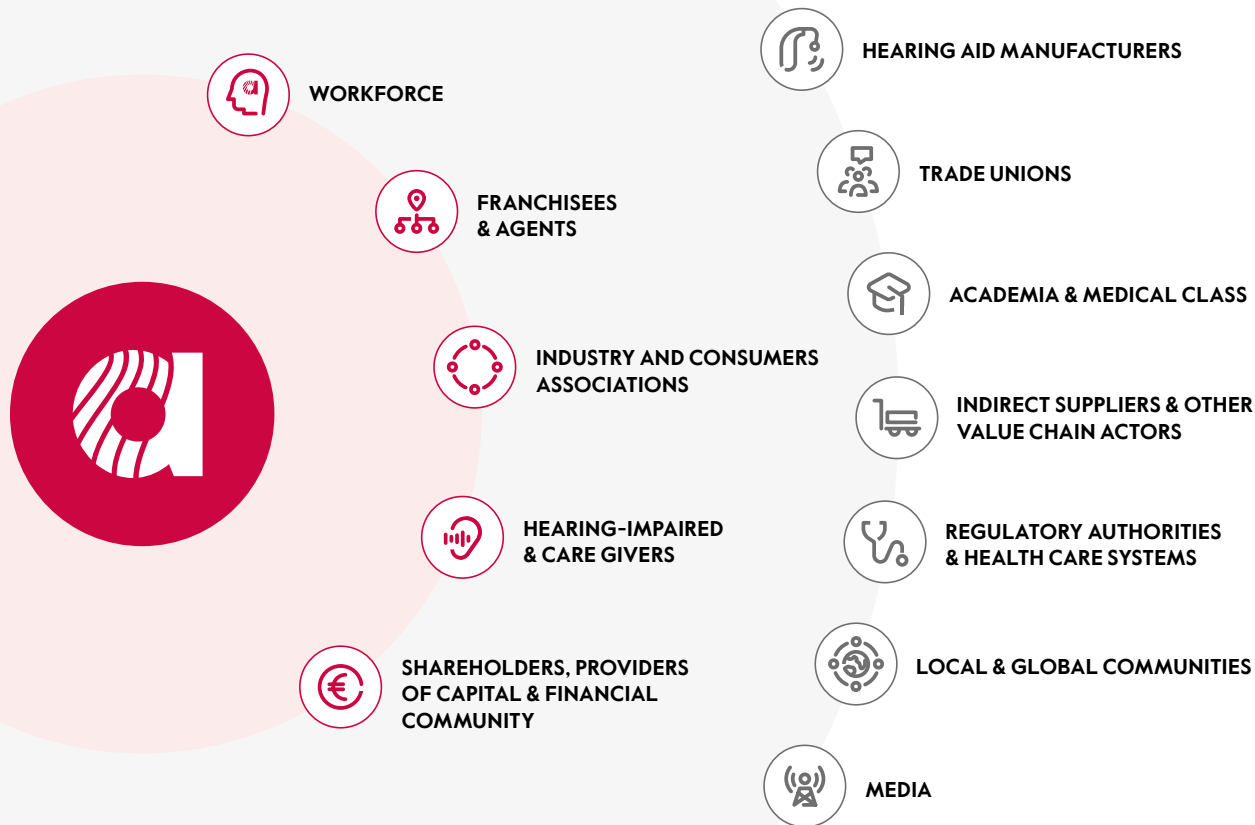 WORKFORCE
FRANCHISEES
& AGENTS
INDUSTRY AND CONSUMERS
ASSOCIATIONS
HEARING-IMPAIRED
& CARE GIVERS
SHAREHOLDERS, PROVIDERS
OF CAPITAL & FINANCIAL
COMMUNITY
HEARING AID MANUFACTURERS
TRADE UNIONS
ACADEMIA & MEDICAL CLASS
INDIRECT SUPPLIERS & OTHER
VALUE CHAIN ACTORS
REGULATORY AUTHORITIES
& HEALTH CARE SYSTEMS
LOCAL & GLOBAL COMMUNITIES
MEDIA